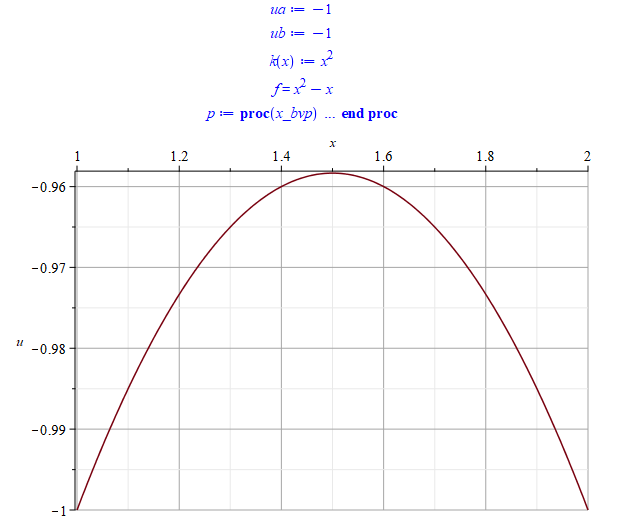 ua := −1
ub := −1
k(x) := x²
f = x² − x
p := proc(x_bvp) ... end proc
x
1 1.2 1.4 1.6 1.8 2
−0.96
−0.97
u −0.98
−0.99
−1